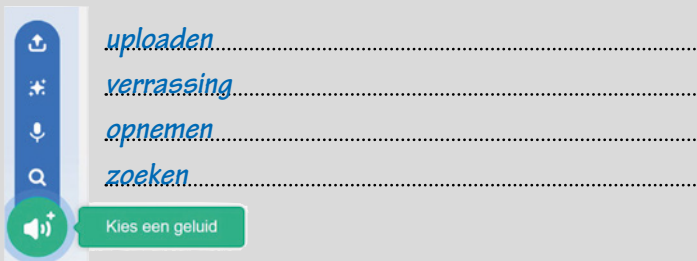 uploaden
verrassing
opnemen
zoeken
Kies een geluid